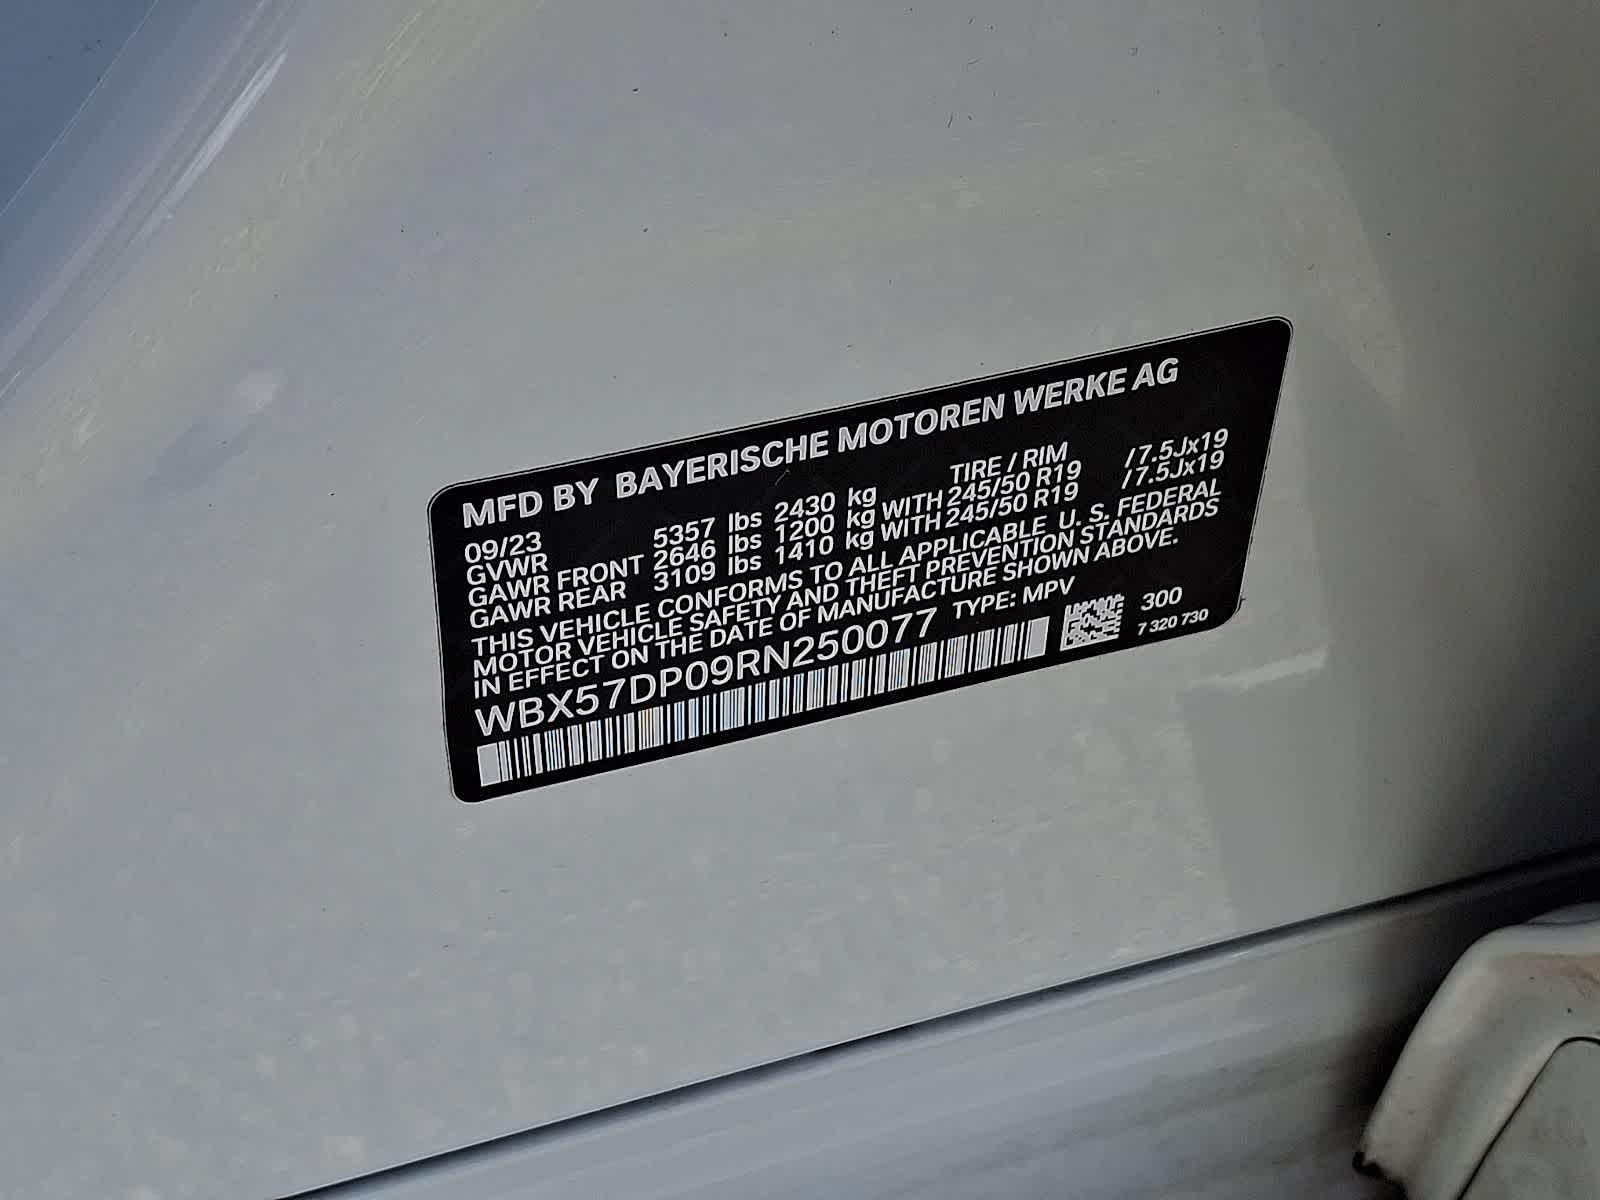 MFD BY BAYERISCHE MOTOREN WERKE AG
09/23
GVWR 5357 lbs 2430 kg TIRE / RIM
GAWR FRONT 2646 lbs 1200 kg WITH 245/50 R19 /7.5Jx19
GAWR REAR 3109 lbs 1410 kg WITH 245/50 R19 /7.5Jx19
THIS VEHICLE CONFORMS TO ALL APPLICABLE U. S. FEDERAL
MOTOR VEHICLE SAFETY AND THEFT PREVENTION STANDARDS
IN EFFECT ON THE DATE OF MANUFACTURE SHOWN ABOVE.
WBX57DP09RN250077 TYPE: MPV
300
7 320 730